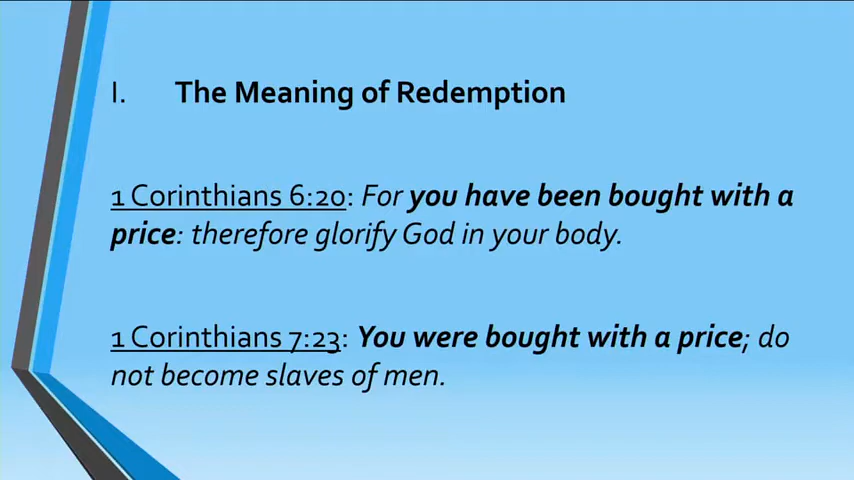 I. The Meaning of Redemption
1 Corinthians 6:20: For you have been bought with a
price: therefore glorify God in your body.
1 Corinthians 7:23: You were bought with a price; do
not become slaves of men.